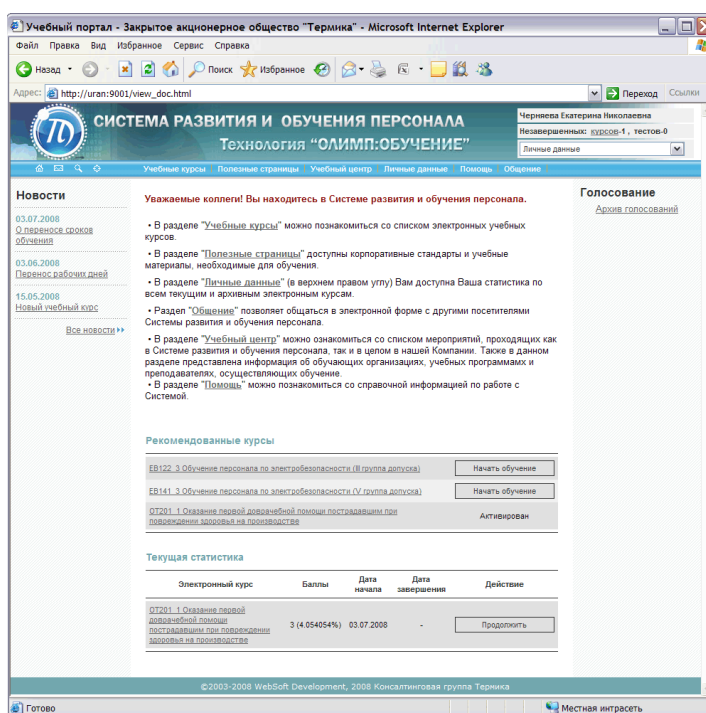 Учебный портал - Закрытое акционерное общество "Термика" - Microsoft Internet Explorer
Файл Правка Вид Избранное Сервис Справка
Назад Поиск Избранное
Адрес: http://uran:9001/view_doc.html Переход Ссылки
СИСТЕМА РАЗВИТИЯ И ОБУЧЕНИЯ ПЕРСОНАЛА
Технология "ОЛИМП:ОБУЧЕНИЕ"
Черняева Екатерина Николаевна
Незавершенных: курсов-1 , тестов-0
Личные данные
Учебные курсы Полезные страницы Учебный центр Личные данные Помощь Общение
Новости
03.07.2008
О переносе сроков
обучения
03.06.2008
Перенос рабочих дней
15.05.2008
Новый учебный курс
Все новости
Уважаемые коллеги! Вы находитесь в Системе развития и обучения персонала.
• В разделе "Учебные курсы" можно познакомиться со списком электронных учебных
курсов.
• В разделе "Полезные страницы" доступны корпоративные стандарты и учебные
материалы, необходимые для обучения.
• В разделе "Личные данные" (в верхнем правом углу) Вам доступна Ваша статистика по
всем текущим и архивным электронным курсам.
• Раздел "Общение" позволяет общаться в электронной форме с другими посетителями
Системы развития и обучения персонала.
• В разделе "Учебный центр" можно ознакомиться со списком мероприятий, проходящих как
в Системе развития и обучения персонала, так и в целом в нашей Компании. Также в данном
разделе представлена информация об обучающих организациях, учебных программах и
преподавателях, осуществляющих обучение.
• В разделе "Помощь" можно познакомиться со справочной информацией по работе с
Системой.
Голосование
Архив голосований
Рекомендованные курсы
EB122_3 Обучение персонала по электробезопасности (III группа допуска) Начать обучение
EB141_3 Обучение персонала по электробезопасности (V группа допуска) Начать обучение
ОТ201_1 Оказание первой доврачебной помощи пострадавшим при
повреждении здоровья на производстве Активирован
Текущая статистика
Электронный курс Баллы Дата начала Дата завершения Действие
ОТ201_1 Оказание первой
доврачебной помощи
пострадавшим при повреждении
здоровья на производстве
3 (4.054054%) 03.07.2008 - Продолжить
©2003-2008 WebSoft Development, 2008 Консалтинговая группа Термика
Готово Местная интрасеть